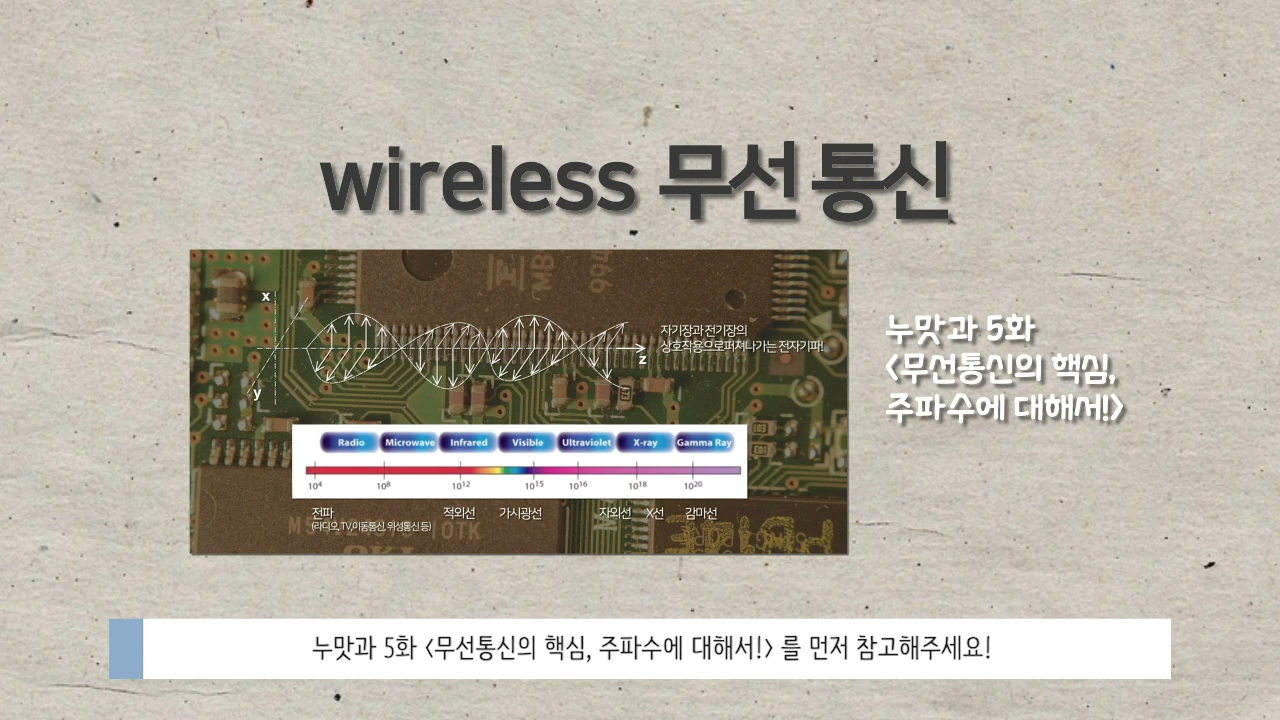 wireless 무선 통신
MB
994
x
자기장과 전기장의
상호작용으로퍼져나가는 전자기파!
z
y
473
Radio Microwave Infrared Visible Ultraviolet X-ray Gamma Ray
10⁴ 10⁸ 10¹² 10¹⁵ 10¹⁶ 10¹⁸ 10²⁰
전파 적외선 가시광선 자외선 X선 감마선
(라디오,TV,이동통신,위성통신 등)
OKI
누맛과 5화
<무선통신의 핵심,
주파수에 대해서!>
누맛과 5화 <무선통신의 핵심, 주파수에 대해서!> 를 먼저 참고해주세요!